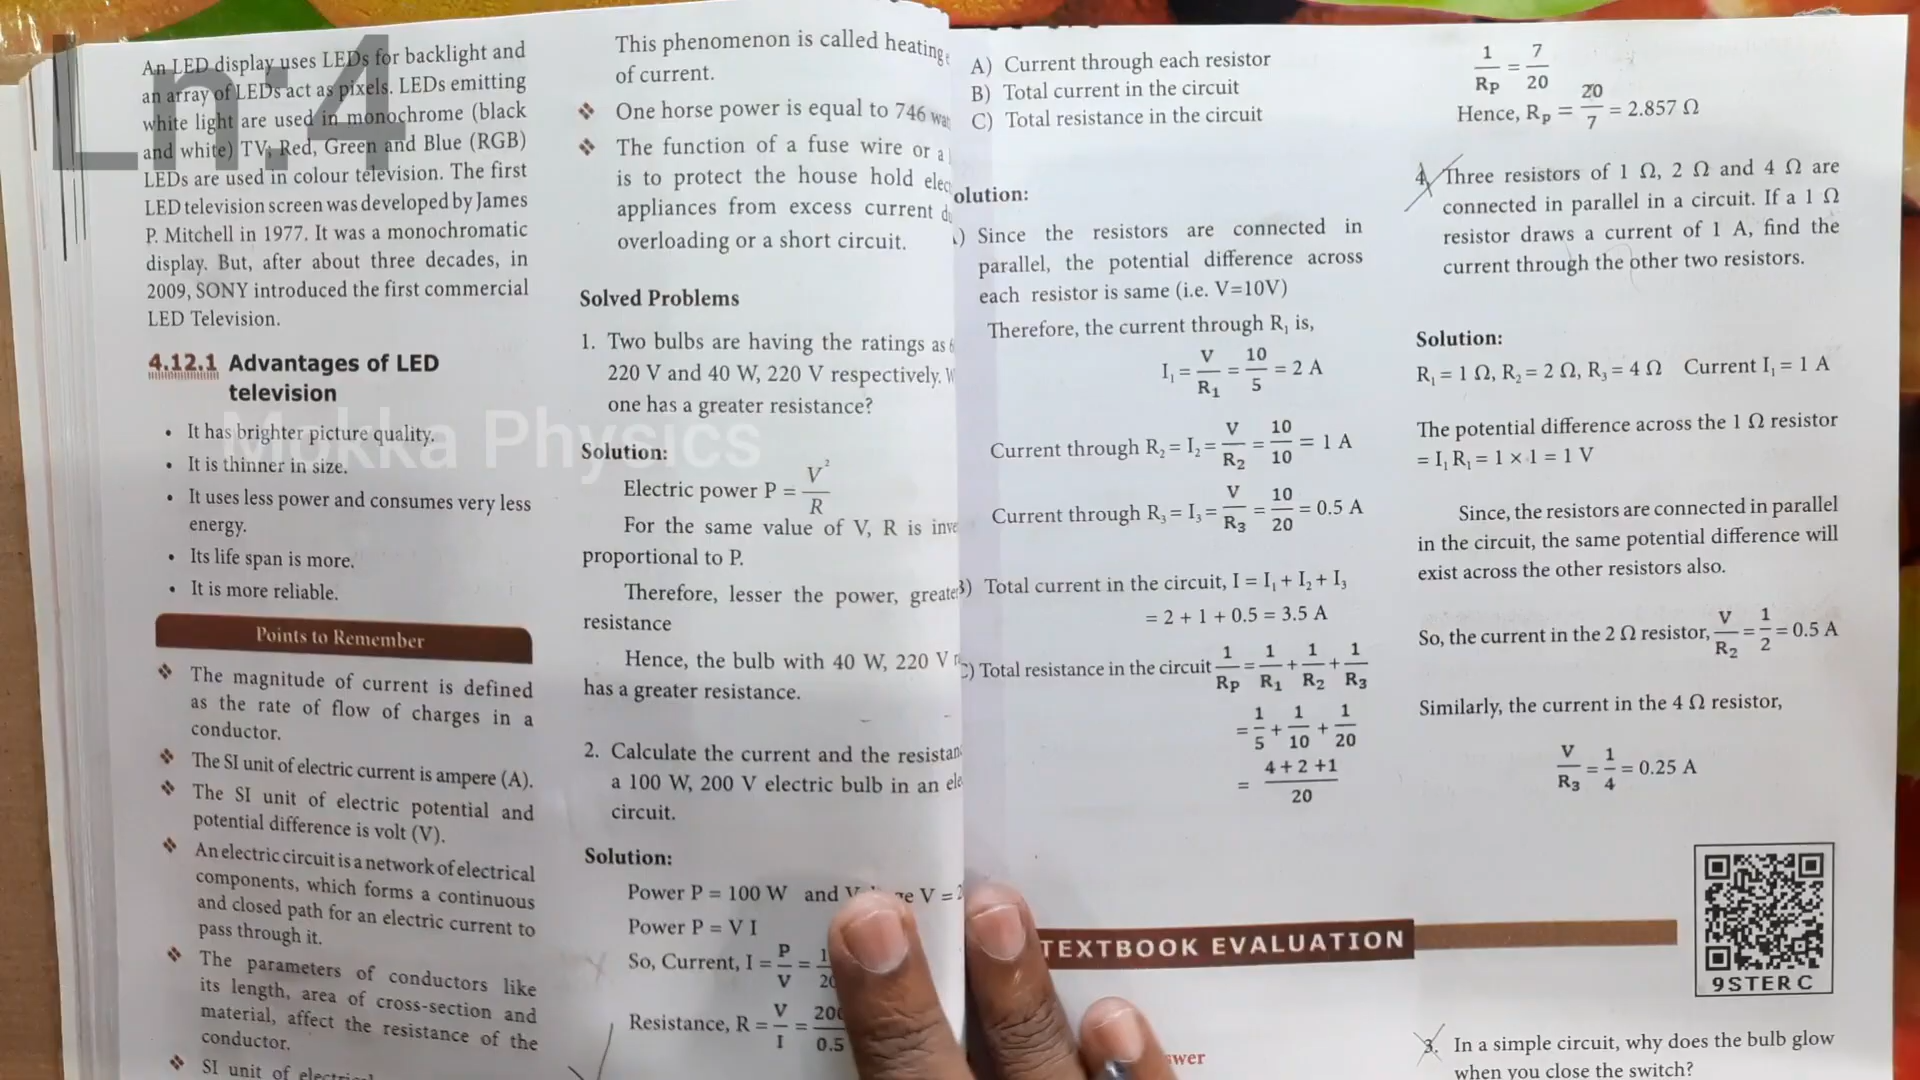 Ln:4
Mukka Physics
An LED display uses LEDs for backlight and
an array of LEDs act as pixels. LEDs emitting
white light are used in monochrome (black
and white) TV; Red, Green and Blue (RGB)
LEDs are used in colour television. The first
LED television screen was developed by James
P. Mitchell in 1977. It was a monochromatic
display. But, after about three decades, in
2009, SONY introduced the first commercial
LED Television.
4.12.1 Advantages of LED
television
• It has brighter picture quality.
• It is thinner in size.
• It uses less power and consumes very less
energy.
• Its life span is more.
• It is more reliable.
Points to Remember
❖ The magnitude of current is defined
as the rate of flow of charges in a
conductor.
❖ The SI unit of electric current is ampere (A).
❖ The SI unit of electric potential and
potential difference is volt (V).
❖ An electric circuit is a network of electrical
components, which forms a continuous
and closed path for an electric current to
pass through it.
❖ The parameters of conductors like
its length, area of cross-section and
material, affect the resistance of the
conductor.
❖ SI unit of
This phenomenon is called heating
of current.
❖ One horse power is equal to 746
❖ The function of a fuse wire or a
is to protect the house hold
appliances from excess current
overloading or a short circuit.
Solved Problems
1. Two bulbs are having the ratings as
220 V and 40 W, 220 V respectively.
one has a greater resistance?
Solution:
Electric power P = V²/R
For the same value of V, R is
proportional to P.
Therefore, lesser the power,
resistance
Hence, the bulb with 40 W, 220 V
has a greater resistance.
2. Calculate the current and the
a 100 W, 200 V electric bulb in an
circuit.
Solution:
Power P = 100 W and V =
Power P = V I
So, Current, I = P/V =
Resistance, R = V/I =
0.5
A) Current through each resistor
B) Total current in the circuit
C) Total resistance in the circuit
olution:
) Since the resistors are connected in
parallel, the potential difference across
each resistor is same (i.e. V=10V)
Therefore, the current through R₁ is,
I₁ = V/R₁ = 10/5 = 2 A
Current through R₂ = I₂ = V/R₂ = 10/10 = 1 A
Current through R₃ = I₃ = V/R₃ = 10/20 = 0.5 A
) Total current in the circuit, I = I₁ + I₂ + I₃
= 2 + 1 + 0.5 = 3.5 A
) Total resistance in the circuit 1/Rp = 1/R₁ + 1/R₂ + 1/R₃
= 1/5 + 1/10 + 1/20
= 4 + 2 +1/20
1/Rp = 7/20
Hence, Rp = 20/7 = 2.857 Ω
4. Three resistors of 1 Ω, 2 Ω and 4 Ω are
connected in parallel in a circuit. If a 1 Ω
resistor draws a current of 1 A, find the
current through the other two resistors.
Solution:
R₁ = 1 Ω, R₂ = 2 Ω, R₃ = 4 Ω Current I₁ = 1 A
The potential difference across the 1 Ω resistor
= I₁ R₁ = 1 × 1 = 1 V
Since, the resistors are connected in parallel
in the circuit, the same potential difference will
exist across the other resistors also.
So, the current in the 2 Ω resistor, V/R₂ = 1/2 = 0.5 A
Similarly, the current in the 4 Ω resistor,
V/R₃ = 1/4 = 0.25 A
TEXTBOOK EVALUATION
9STERC
swer
3. In a simple circuit, why does the bulb glow
when you close the switch?